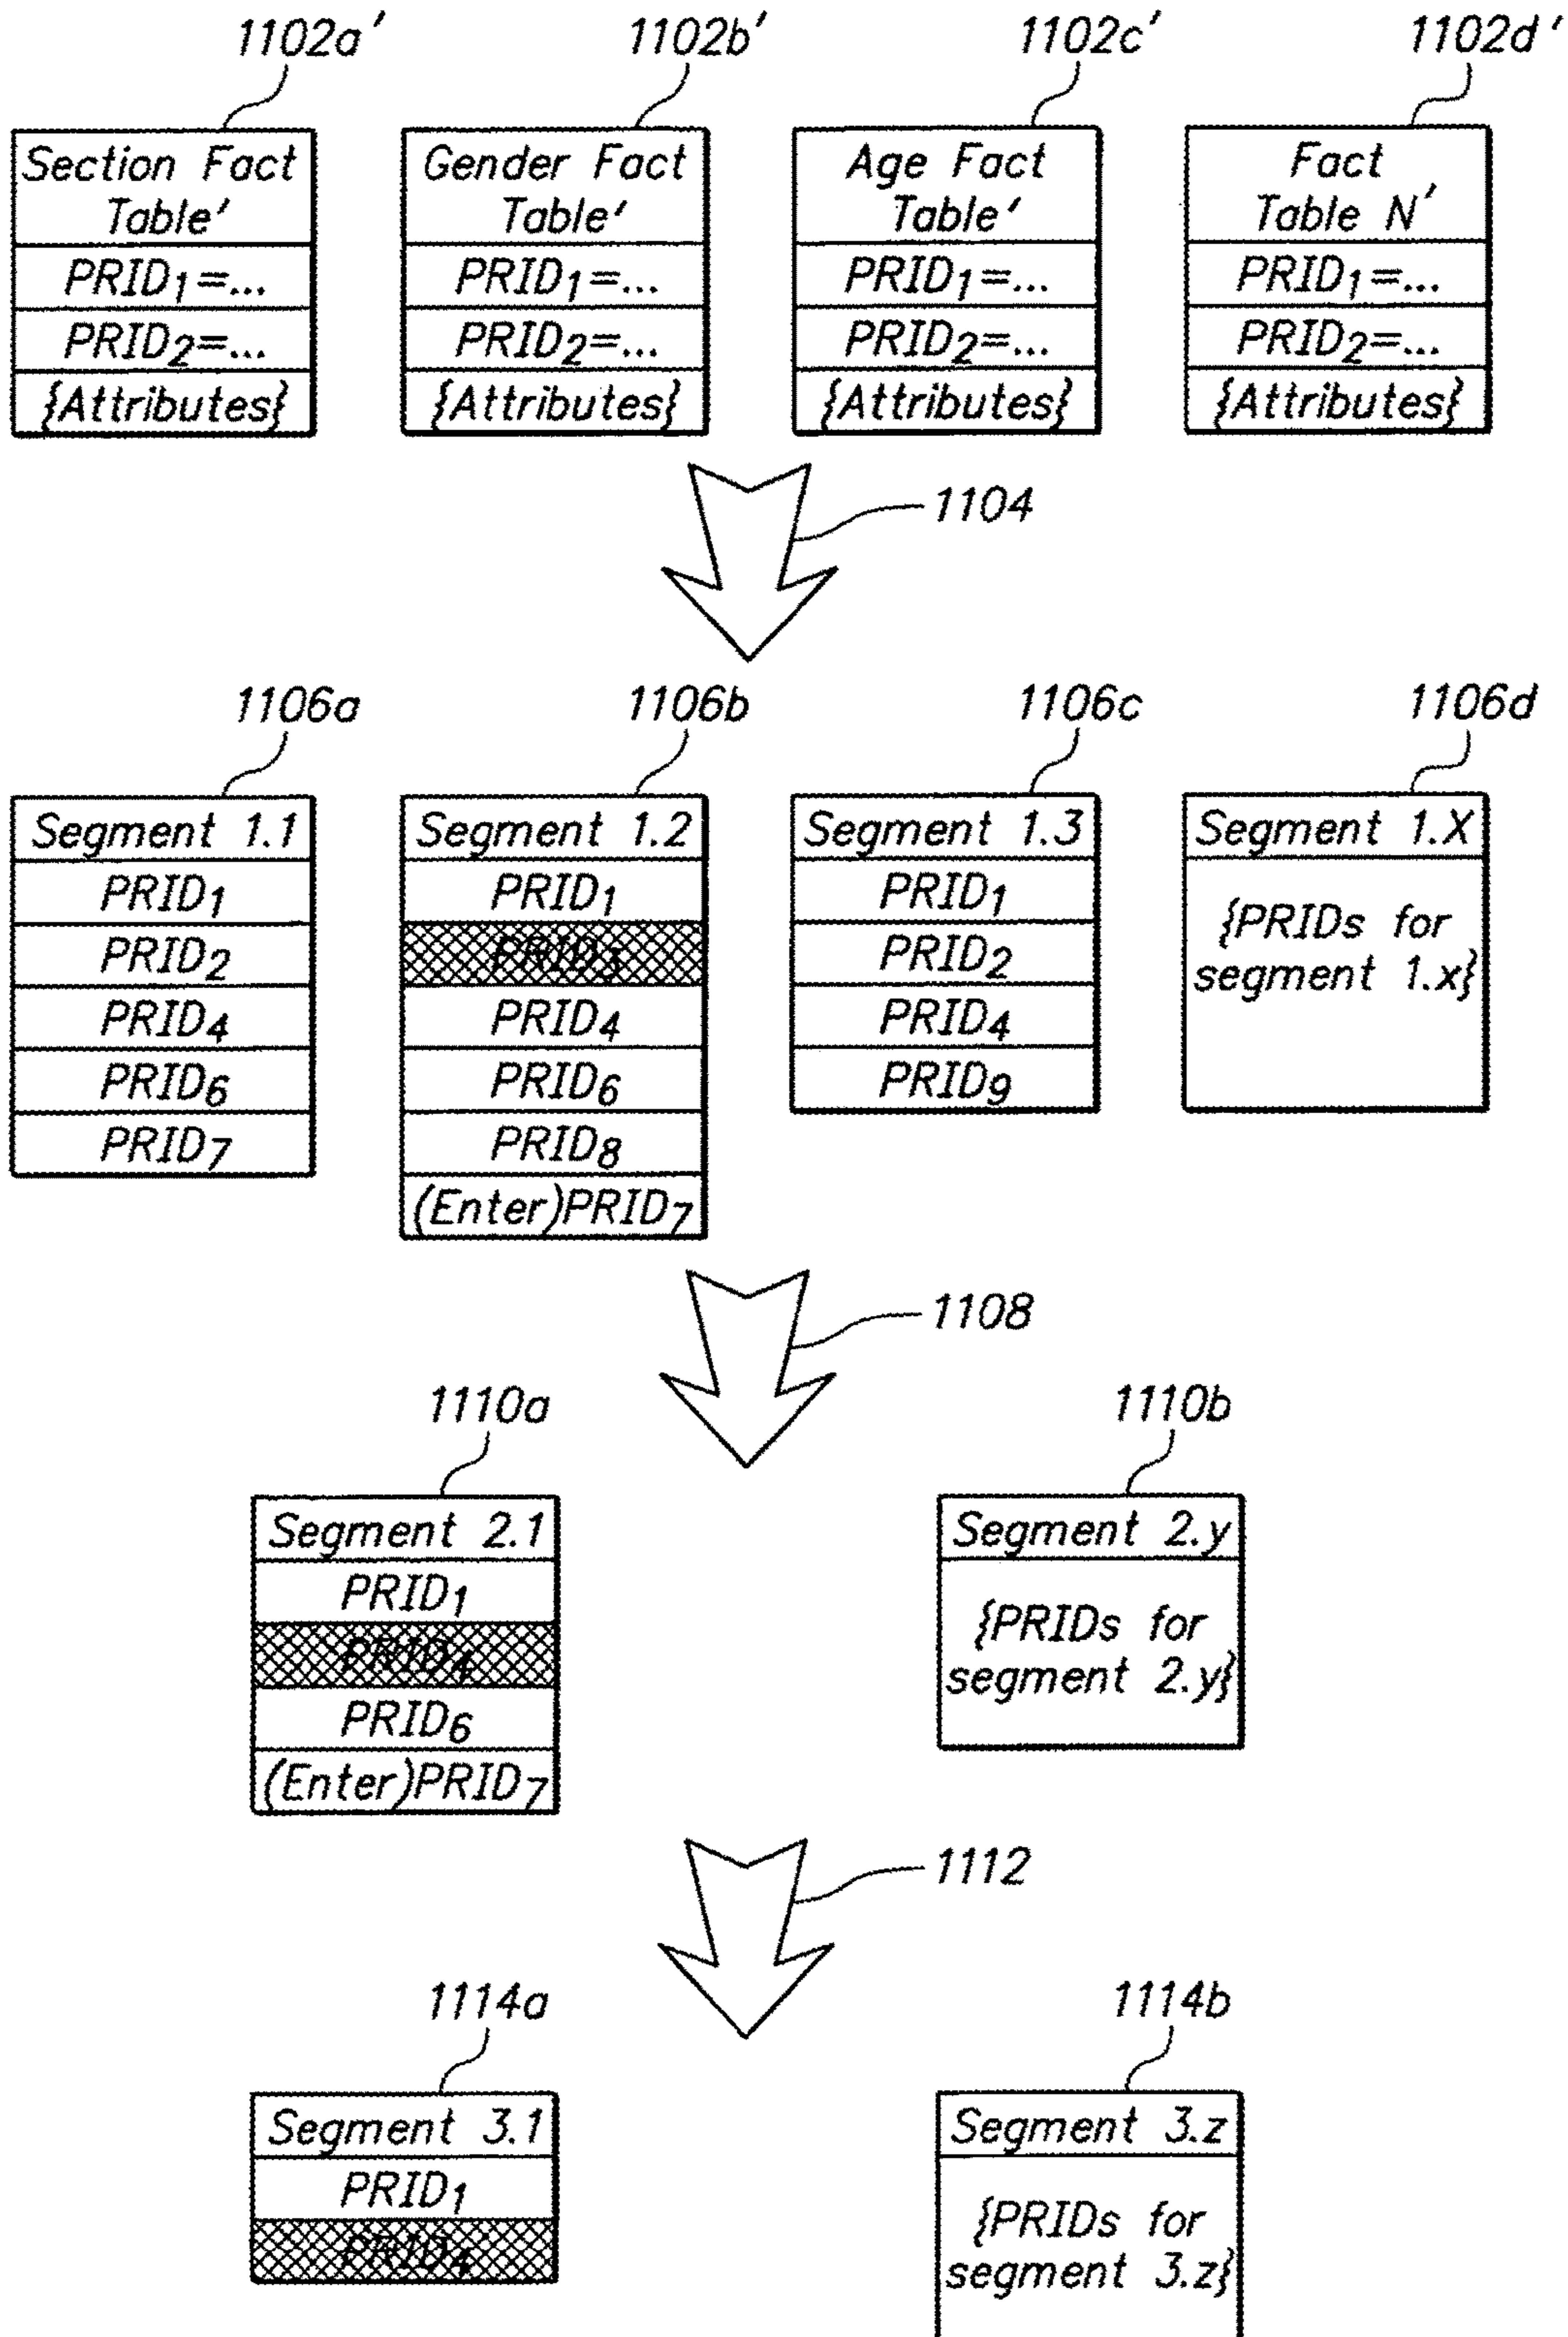 1102a'
Section Fact
Table'
PRID₁=...
PRID₂=...
{Attributes}
1102b'
Gender Fact
Table'
PRID₁=...
PRID₂=...
{Attributes}
1102c'
Age Fact
Table'
PRID₁=...
PRID₂=...
{Attributes}
1102d'
Fact
Table N'
PRID₁=...
PRID₂=...
{Attributes}
1104
1106a
Segment 1.1
PRID₁
PRID₂
PRID₄
PRID₆
PRID₇
1106b
Segment 1.2
PRID₁
PRID₄
PRID₆
PRID₈
(Enter)PRID₇
1106c
Segment 1.3
PRID₁
PRID₂
PRID₄
PRID₉
1106d
Segment 1.X
{PRIDs for
segment 1.x}
1108
1110a
Segment 2.1
PRID₁
PRID₄
PRID₆
(Enter)PRID₇
1110b
Segment 2.y
{PRIDs for
segment 2.y}
1112
1114a
Segment 3.1
PRID₁
PRID₄
1114b
Segment 3.z
{PRIDs for
segment 3.z}